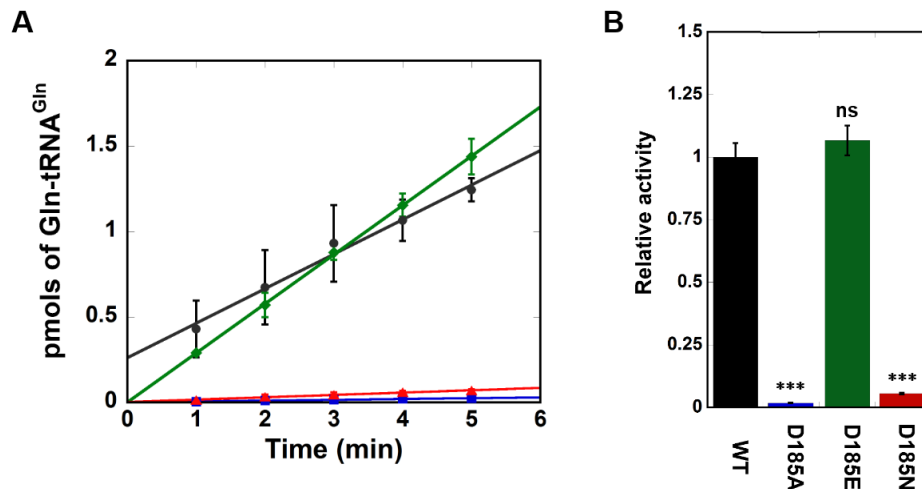 A
pmols of Gln-tRNA^Gln
2
1.5
1
0.5
0
0 1 2 3 4 5 6
Time (min)
B
Relative activity
1.5
1.25
1
0.75
0.5
0.25
0
***
ns
***
WT D185A D185E D185N